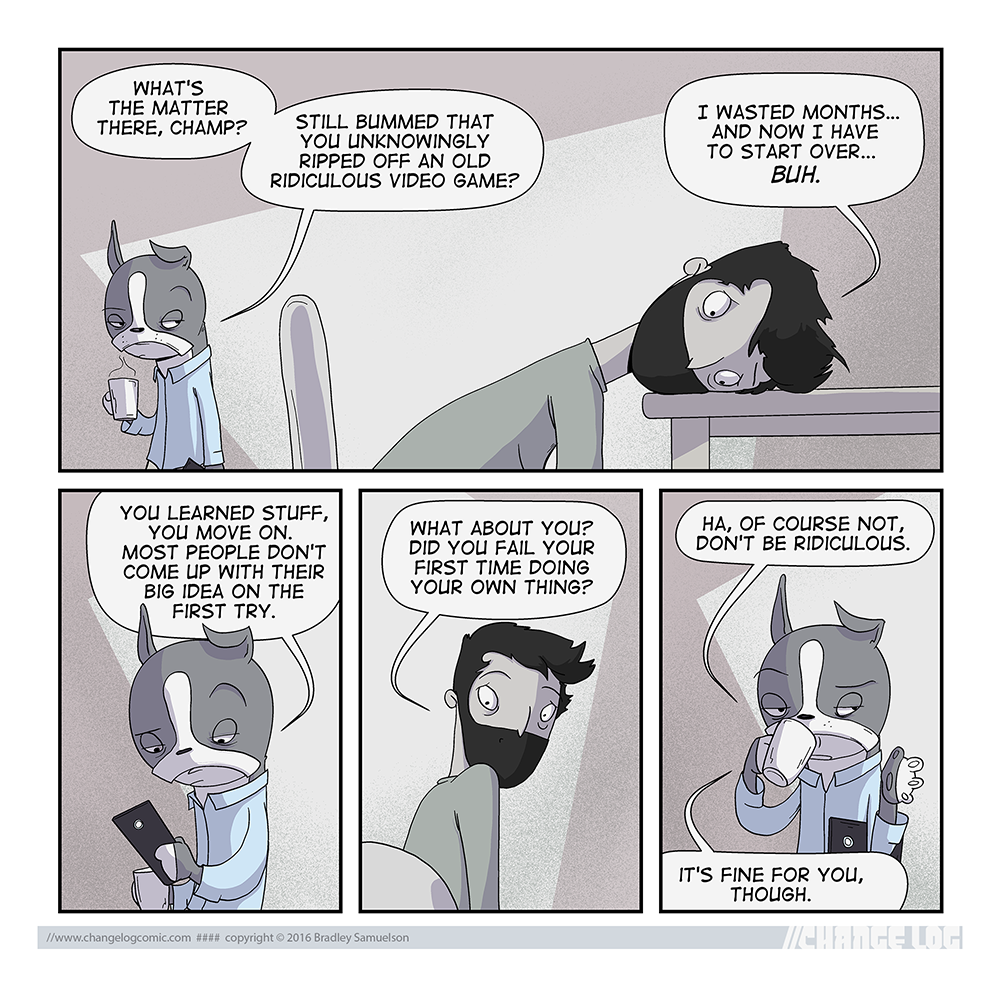 WHAT'S
THE MATTER
THERE, CHAMP?
STILL BUMMED THAT
YOU UNKNOWINGLY
RIPPED OFF AN OLD
RIDICULOUS VIDEO GAME?
I WASTED MONTHS...
AND NOW I HAVE
TO START OVER...
BUH.
YOU LEARNED STUFF,
YOU MOVE ON.
MOST PEOPLE DON'T
COME UP WITH THEIR
BIG IDEA ON THE
FIRST TRY.
WHAT ABOUT YOU?
DID YOU FAIL YOUR
FIRST TIME DOING
YOUR OWN THING?
HA, OF COURSE NOT,
DON'T BE RIDICULOUS.
IT'S FINE FOR YOU,
THOUGH.
//www.changelogcomic.com #### copyright © 2016 Bradley Samuelson
//CHANGE LOG